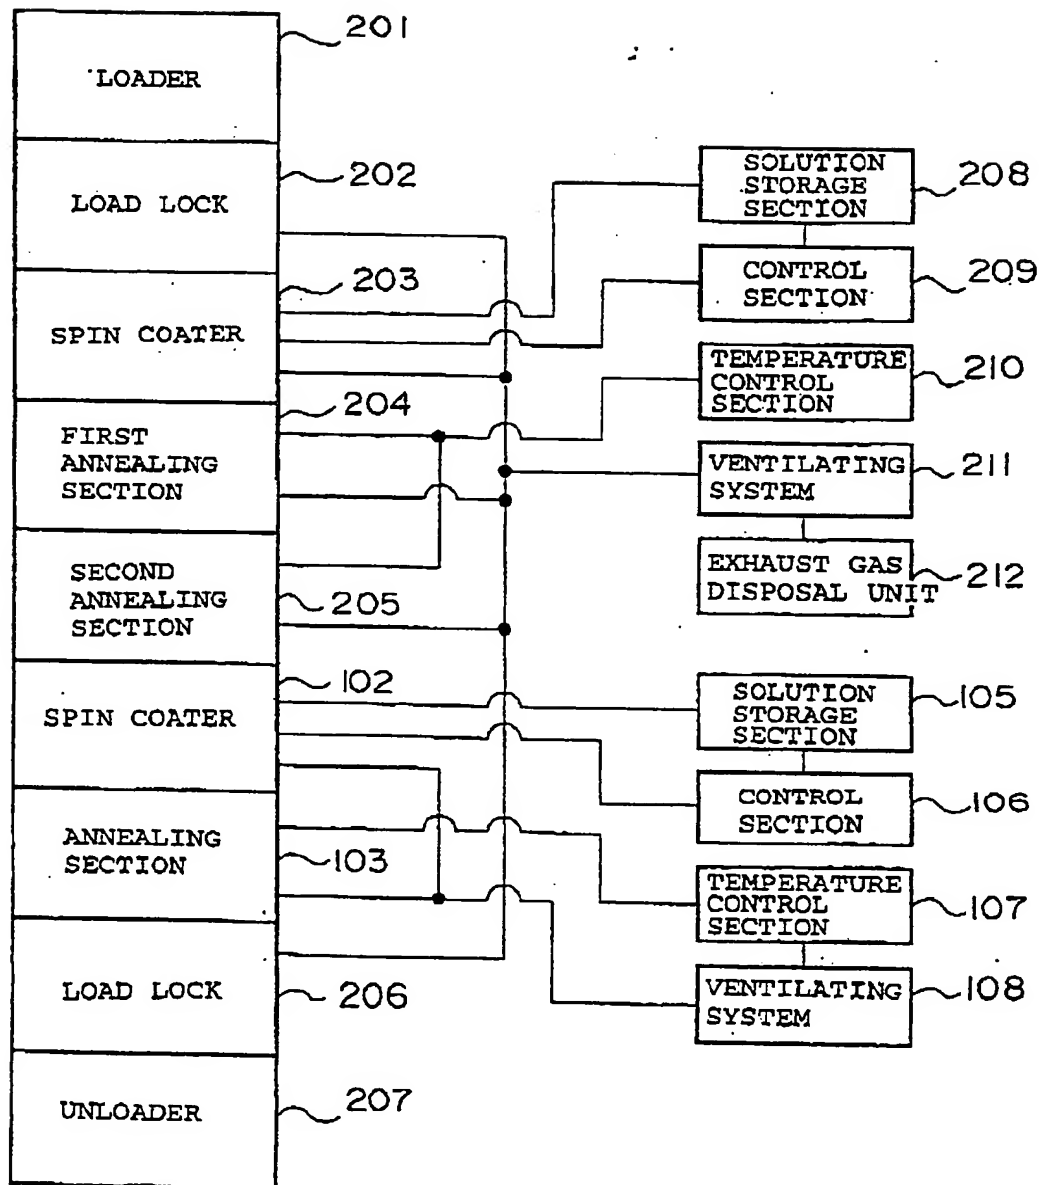 201
LOADER
202
LOAD LOCK
203
SPIN COATER
204
FIRST
ANNEALING
SECTION
SECOND
ANNEALING
SECTION
205
102
SPIN COATER
ANNEALING
SECTION
103
LOAD LOCK
206
UNLOADER
207
SOLUTION
STORAGE
SECTION
208
CONTROL
SECTION
209
TEMPERATURE
CONTROL
SECTION
210
VENTILATING
SYSTEM
211
EXHAUST GAS
DISPOSAL UNIT
212
SOLUTION
STORAGE
SECTION
105
CONTROL
SECTION
106
TEMPERATURE
CONTROL
SECTION
107
VENTILATING
SYSTEM
108